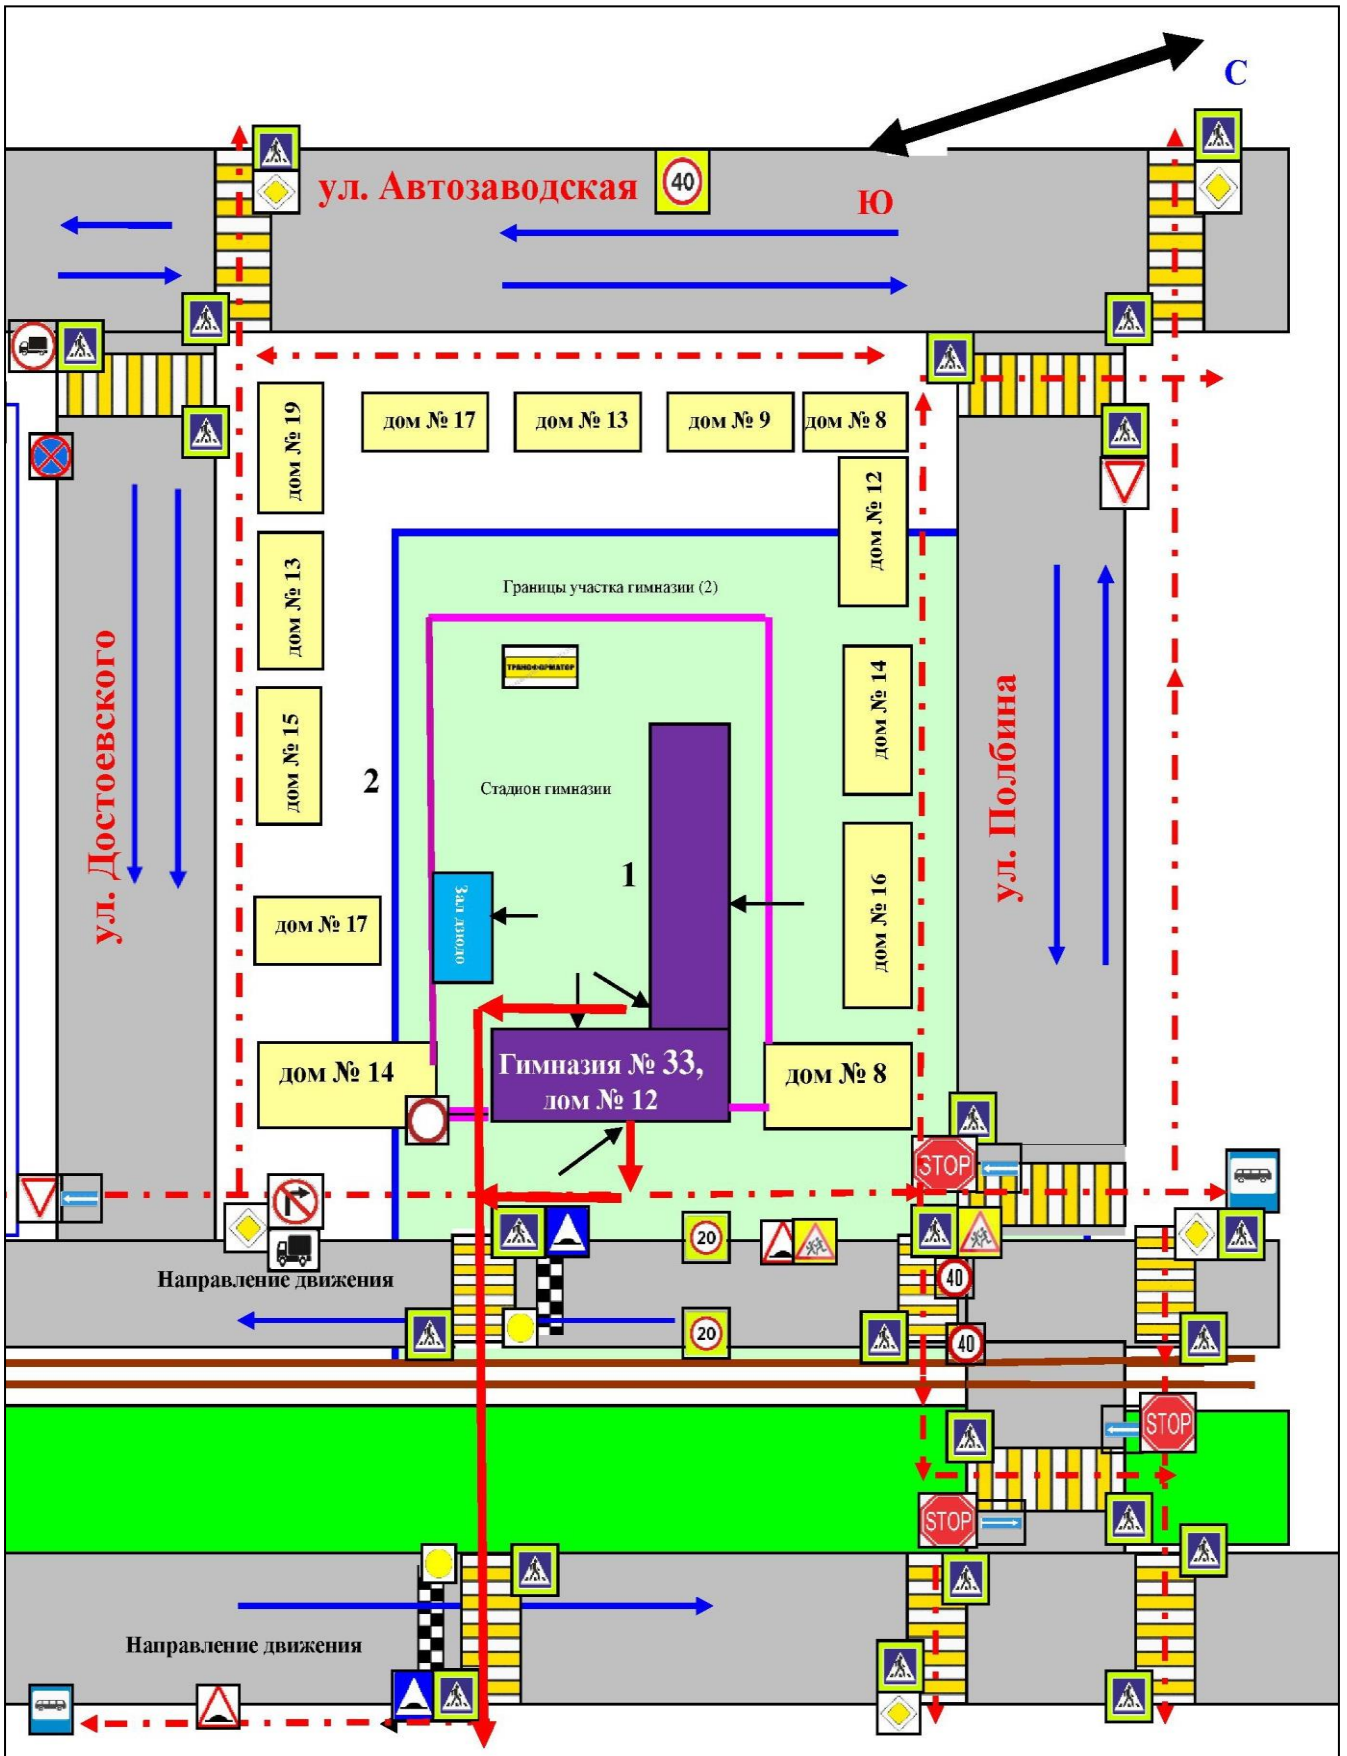 С
ул. Автозаводская
40
Ю
дом № 19
дом № 17
дом № 13
дом № 9
дом № 8
дом № 12
Границы участка гимназии (2)
дом № 13
ТРАНСФОРМАТОР
дом № 14
ул. Достоевского
дом № 15
2
Стадион гимназии
ул. Полбина
1
дом № 16
Зал дзюдо
дом № 17
дом № 14
Гимназия № 33,
дом № 12
дом № 8
STOP
20
Направление движения
40
20
40
STOP
STOP
Направление движения